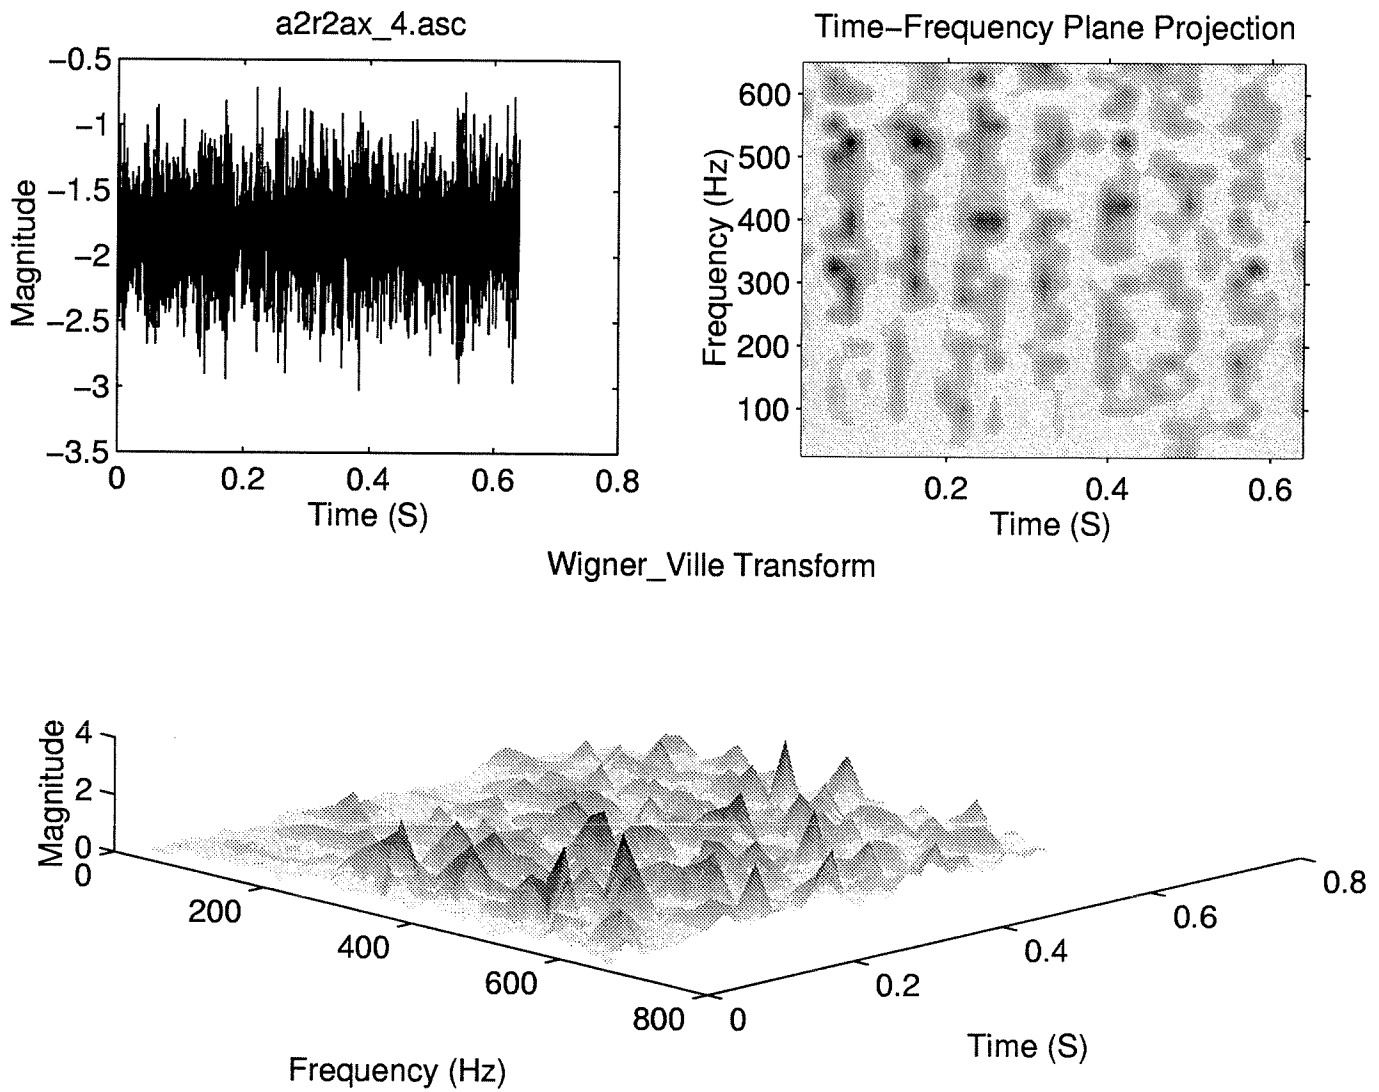 a2r2ax_4.asc
−0.5
−1
−1.5
−2
−2.5
−3
−3.5
Magnitude
0 0.2 0.4 0.6 0.8
Time (S)
Time−Frequency Plane Projection
600
500
400
300
200
100
Frequency (Hz)
0.2 0.4 0.6
Time (S)
Wigner_Ville Transform
4
2
0
Magnitude
0
200
400
600
800
Frequency (Hz)
0
0.2
0.4
0.6
0.8
Time (S)